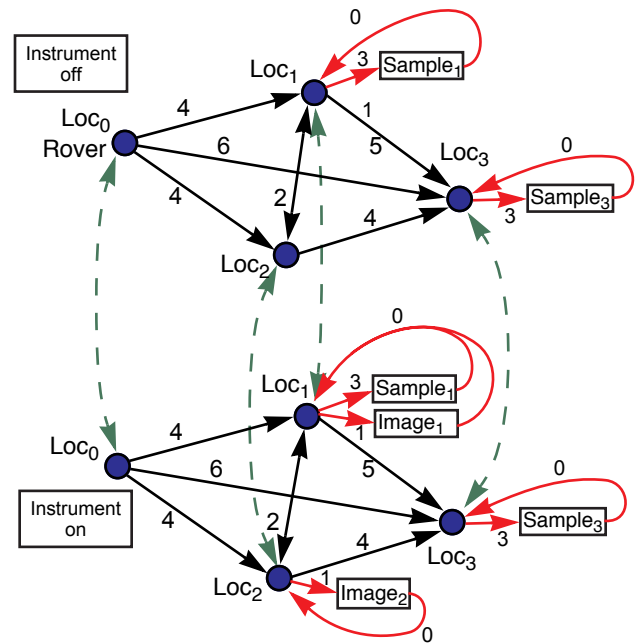 0
Instrument
off
Loc1
3
Sample1
4
1
Loc0
Rover
6
5
Loc3
0
4
2
4
Sample3
3
Loc2
0
Loc1
3
Sample1
Image1
1
Loc0
4
6
5
0
Instrument
on
4
2
4
Sample3
3
Loc3
Loc2
1
Image2
0